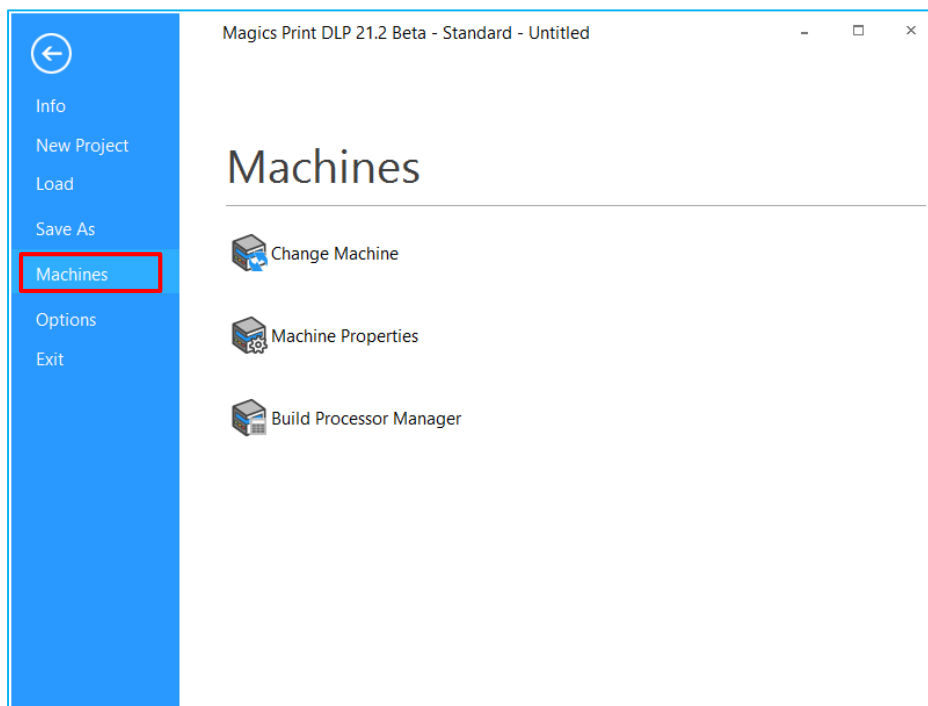 Magics Print DLP 21.2 Beta - Standard - Untitled
Info
New Project
Load
Save As
Machines
Options
Exit
Machines
Change Machine
Machine Properties
Build Processor Manager